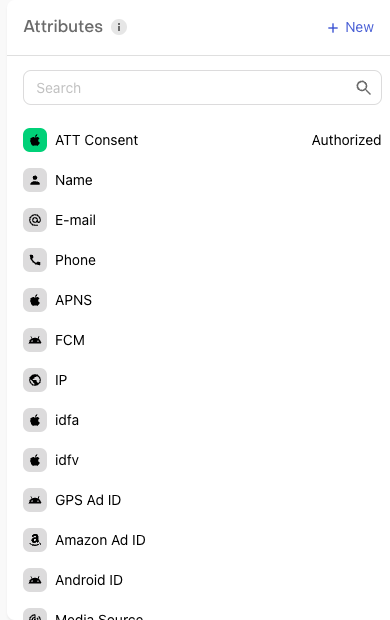 Attributes i + New
Search
ATT Consent Authorized
Name
E-mail
Phone
APNS
FCM
IP
idfa
idfv
GPS Ad ID
Amazon Ad ID
Android ID
Media Source